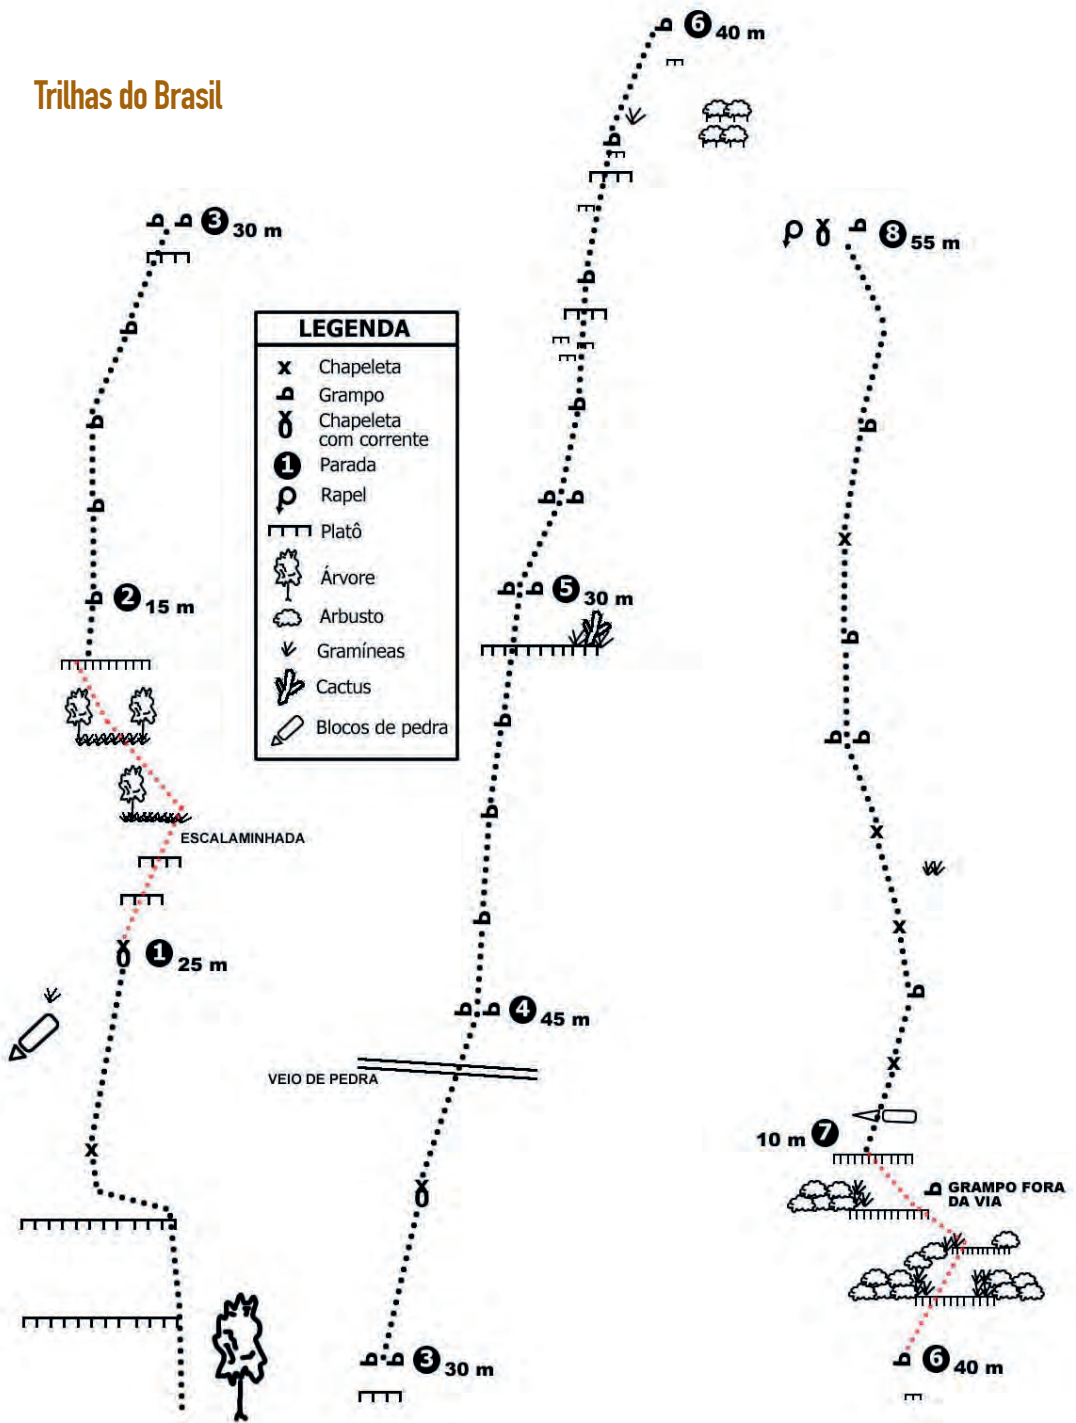 Trilhas do Brasil
6 40 m
3 30 m
8 55 m
LEGENDA
x Chapeleta
Grampo
Chapeleta
com corrente
1 Parada
Rapel
Platô
Árvore
Arbusto
Gramíneas
Cactus
Blocos de pedra
2 15 m
5 30 m
ESCALAMINHADA
1 25 m
4 45 m
VEIO DE PEDRA
10 m 7
GRAMPO FORA
DA VIA
3 30 m
6 40 m